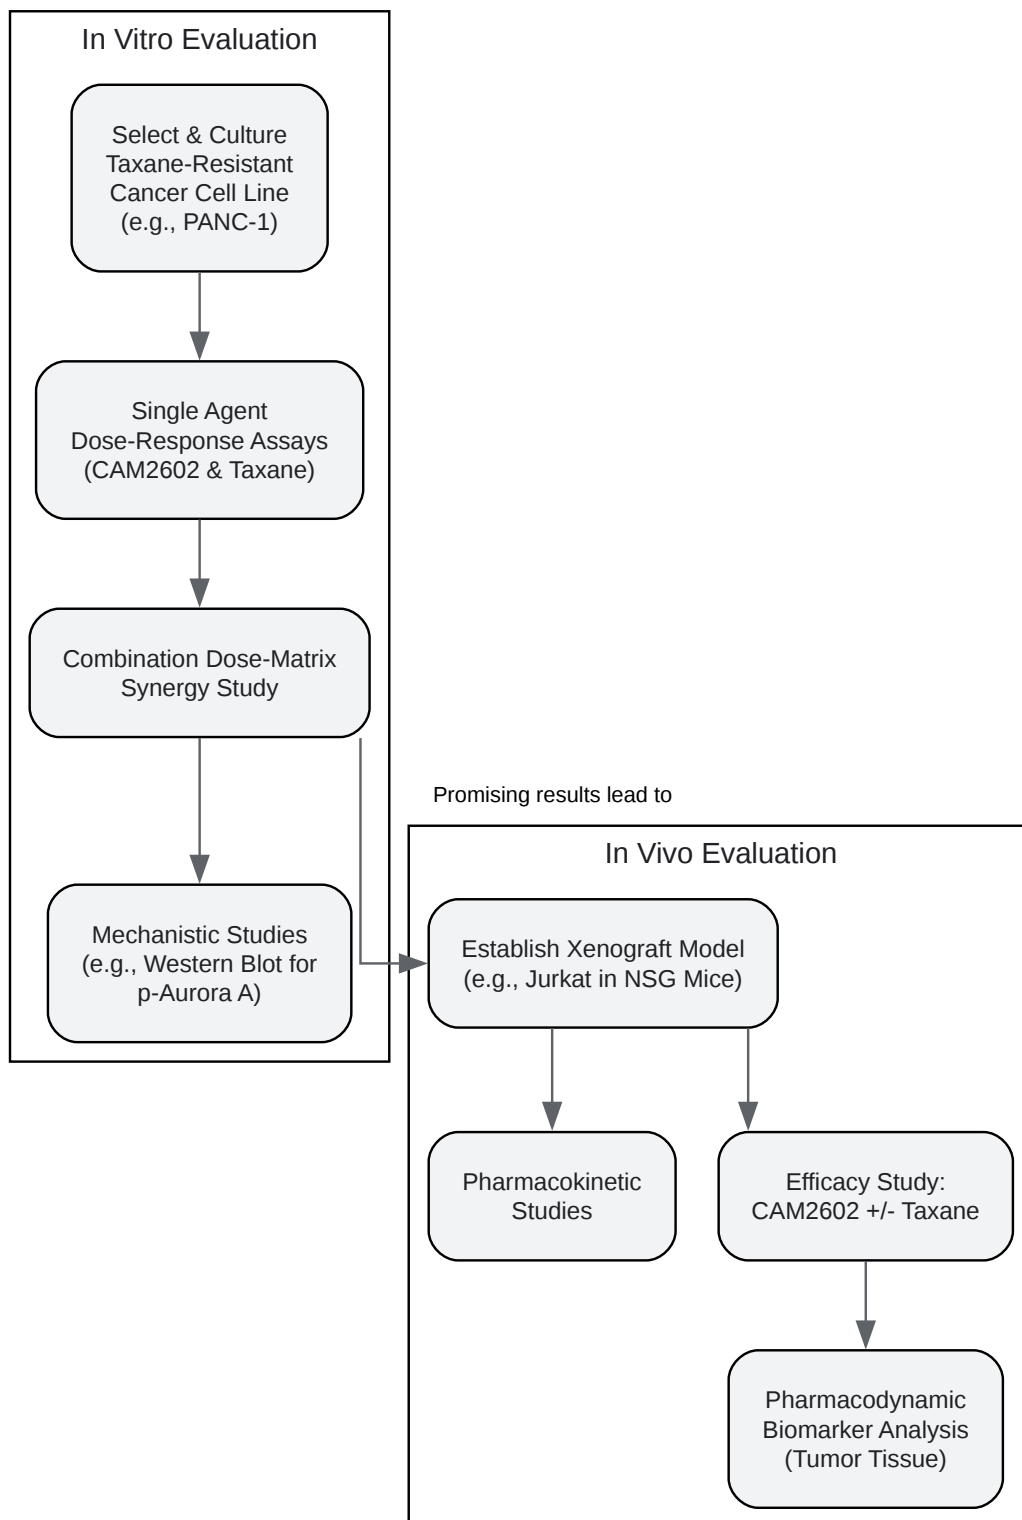 In Vitro Evaluation
Select & Culture
Taxane-Resistant
Cancer Cell Line
(e.g., PANC-1)
Single Agent
Dose-Response Assays
(CAM2602 & Taxane)
Combination Dose-Matrix
Synergy Study
Mechanistic Studies
(e.g., Western Blot for
p-Aurora A)
Promising results lead to
In Vivo Evaluation
Establish Xenograft Model
(e.g., Jurkat in NSG Mice)
Pharmacokinetic
Studies
Efficacy Study:
CAM2602 +/- Taxane
Pharmacodynamic
Biomarker Analysis
(Tumor Tissue)